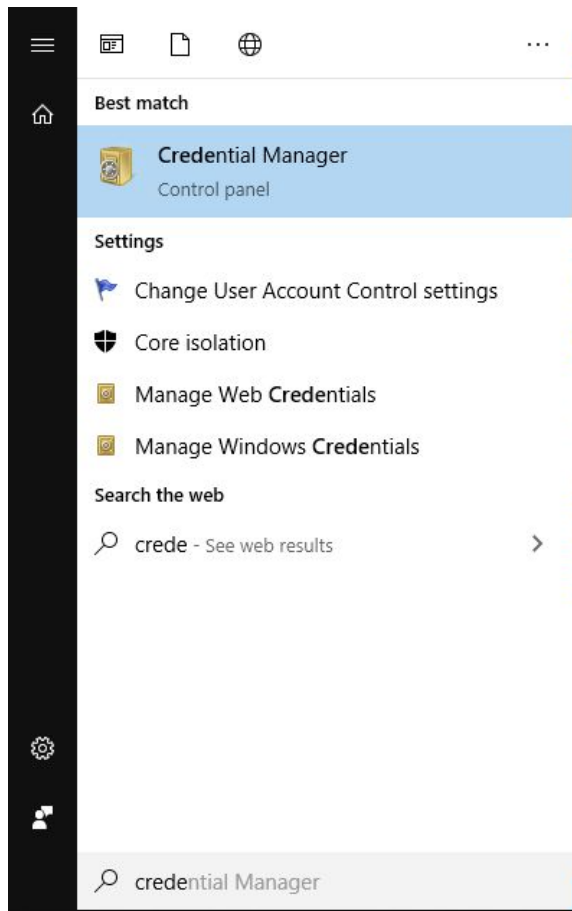 ...
Best match
Credential Manager
Control panel
Settings
Change User Account Control settings
Core isolation
Manage Web Credentials
Manage Windows Credentials
Search the web
crede - See web results
credential Manager